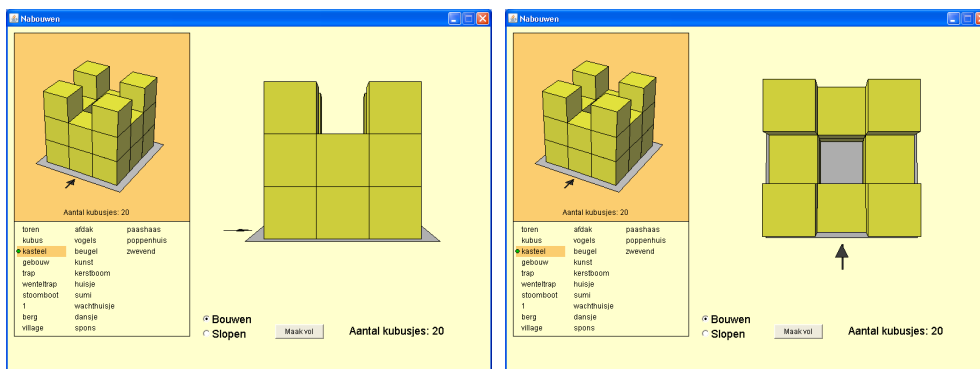 Nabouwen
Aantal kubusjes: 20
toren afdak paashaas
kubus vogels poppenhuis
kasteel beugel zwevend
gebouw kunst
trap kerstboom
wenteltrap huisje
stoomboot sumi
1 wachthuisje
berg dansje
village spons
Bouwen
Slopen
Maak vol
Aantal kubusjes: 20
Nabouwen
Aantal kubusjes: 20
toren afdak paashaas
kubus vogels poppenhuis
kasteel beugel zwevend
gebouw kunst
trap kerstboom
wenteltrap huisje
stoomboot sumi
1 wachthuisje
berg dansje
village spons
Bouwen
Slopen
Maak vol
Aantal kubusjes: 20